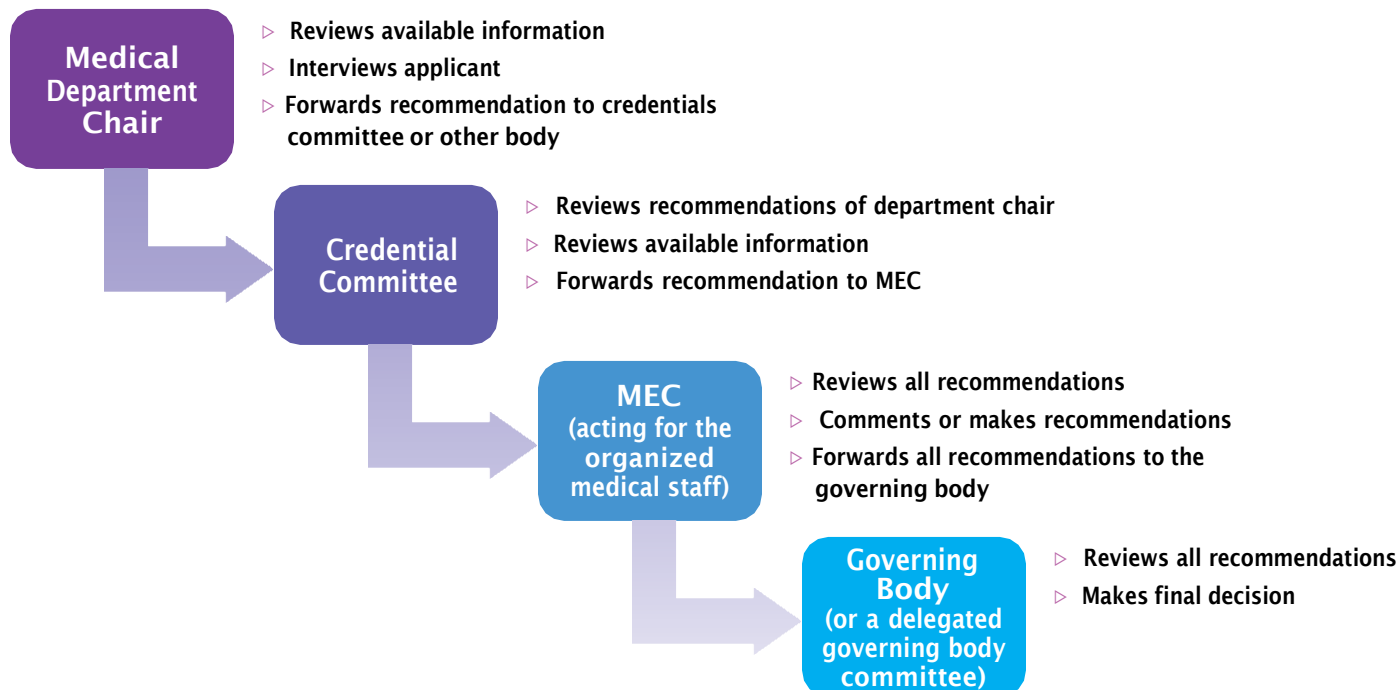 Medical
Department
Chair
▷ Reviews available information
▷ Interviews applicant
▷ Forwards recommendation to credentials
committee or other body
Credential
Committee
▷ Reviews recommendations of department chair
▷ Reviews available information
▷ Forwards recommendation to MEC
MEC
(acting for the
organized
medical staff)
▷ Reviews all recommendations
▷ Comments or makes recommendations
▷ Forwards all recommendations to the
governing body
Governing
Body
(or a delegated
governing body
committee)
▷ Reviews all recommendations
▷ Makes final decision